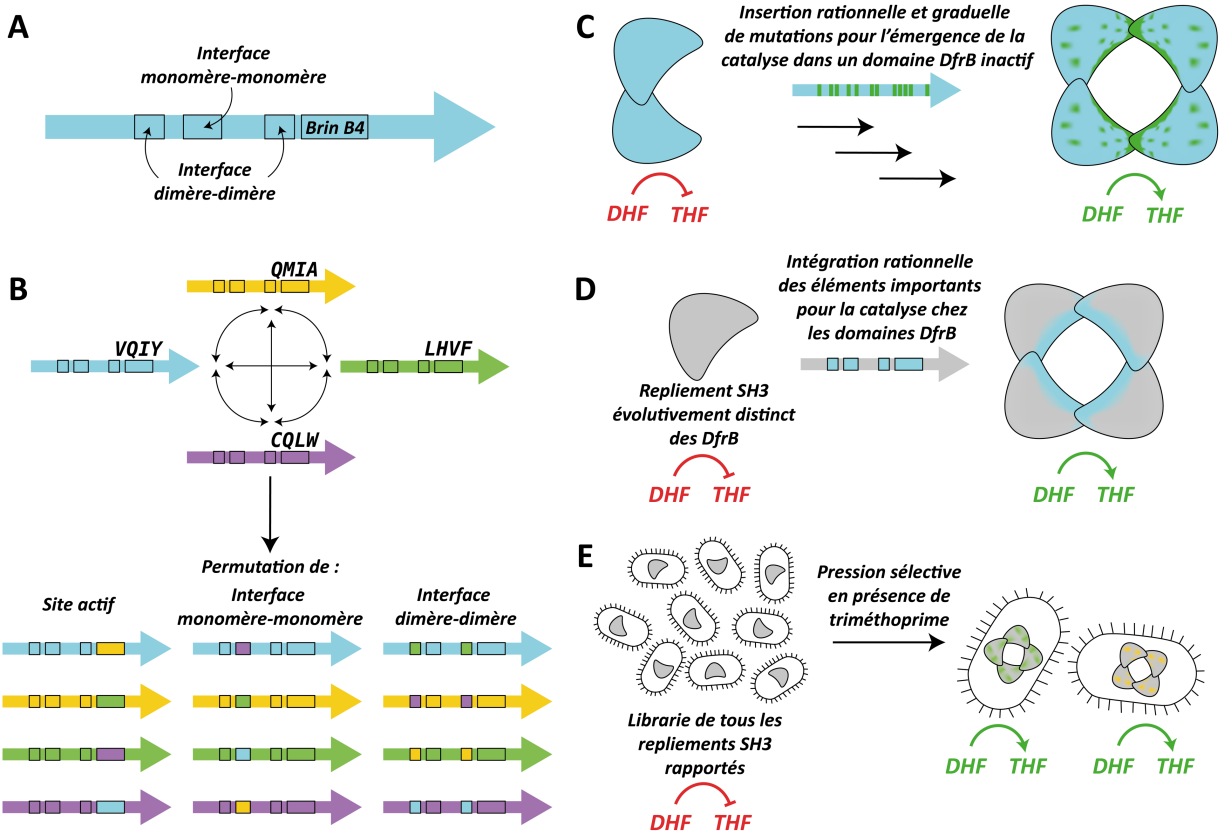 A
Interface
monomère-monomère
Brin B4
Interface
dimère-dimère
B
QMIA
VQIY
LHVF
CQLW
Permutation de :
Site actif
Interface
monomère-monomère
Interface
dimère-dimère
C
Insertion rationnelle et graduelle
de mutations pour l'émergence de la
catalyse dans un domaine DfrB inactif
DHF THF
DHF THF
D
Intégration rationnelle
des éléments importants
pour la catalyse chez
les domaines DfrB
Repliement SH3
évolutivement distinct
des DfrB
DHF THF
DHF THF
E
Pression sélective
en présence de
triméthoprime
Librarie de tous les
repliements SH3
rapportés
DHF THF
DHF THF
DHF THF